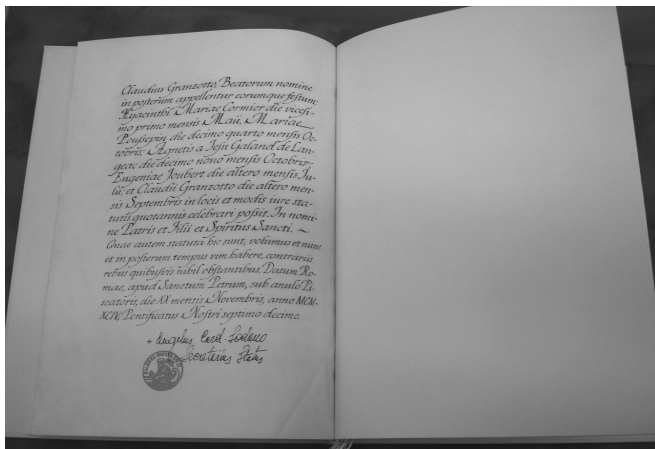 Claudius Granzotto, Beatorum nomine
in posterum appellentur eorumque festum:
Hyacinthi Mariae Cormier die vicesi-
mo primo mensis Maii, Mariae
Poussepin die decimo quarto mensis Oc-
tobris, Agnetis a Jesu Galand de Lan-
geac die decimo nono mensis Octobris,
Eugeniae Joubert die altero mensis Iu-
lii, et Claudii Granzotto die altero men-
sis Septembris in locis et modis iure sta-
tutis quotannis celebrari possit. In nomi-
ne Patris et Filii et Spiritus Sancti. ~
Quae autem statuta hic sunt, volumus et nunc
et in posterum tempus vim habere, contrariis
rebus quibusvis nihil obstantibus. Datum Ro-
mae, apud Sanctum Petrum, sub anulo Pi-
scatoris, die XX mensis Novembris, anno MCM-
XCIV, Pontificatus Nostri septimo decimo.
+ Angelus Card. Sodano
Secretarius Status